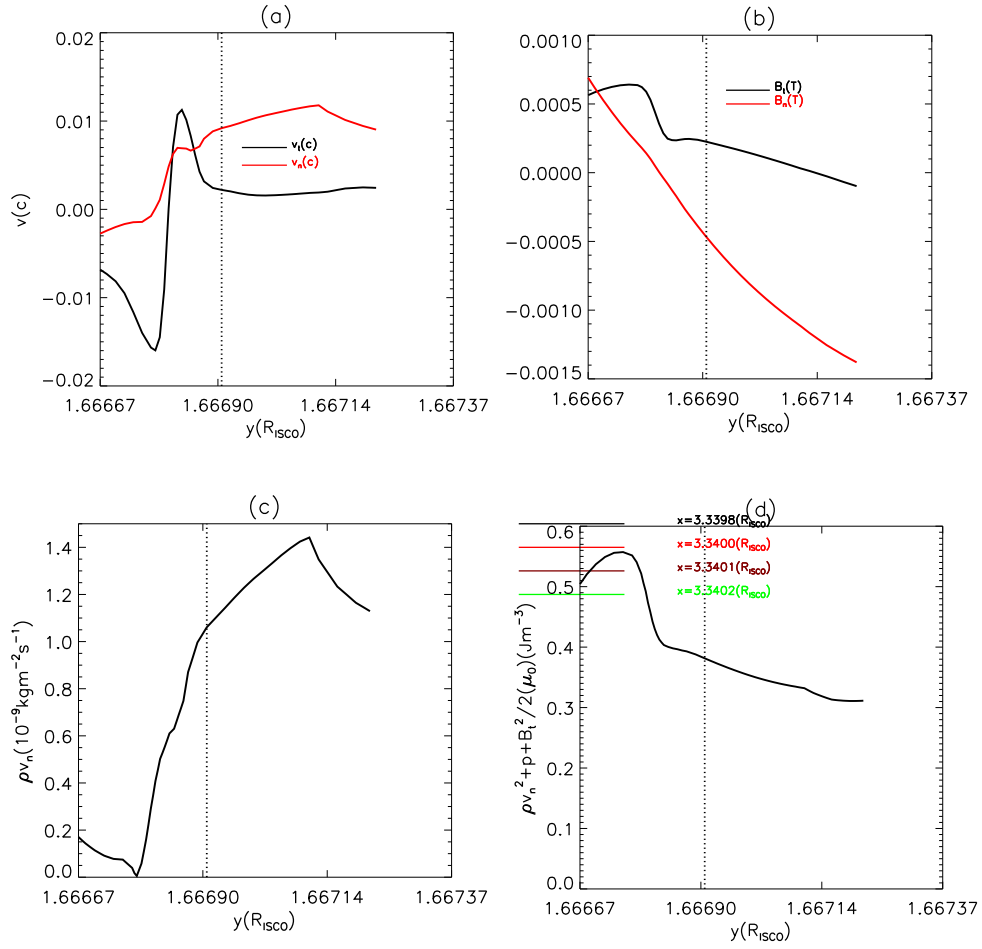 (a)
0.02
0.01
0.00
−0.01
−0.02
v(c)
v_t(c)
v_n(c)
1.66667 1.66690 1.66714 1.66737
y(R_ISCO)
(b)
0.0010
0.0005
0.0000
−0.0005
−0.0010
−0.0015
B_t(T)
B_n(T)
1.66667 1.66690 1.66714 1.66737
y(R_ISCO)
(c)
1.4
1.2
1.0
0.8
0.6
0.4
0.2
0.0
ρv_n(10⁻⁹kgm⁻²s⁻¹)
1.66667 1.66690 1.66714 1.66737
y(R_ISCO)
(d)
0.6
0.5
0.4
0.3
0.2
0.1
0.0
ρv_n²+p+B_t²/2(μ₀)(Jm⁻³)
x=3.3398(R_ISCO)
x=3.3400(R_ISCO)
x=3.3401(R_ISCO)
x=3.3402(R_ISCO)
1.66667 1.66690 1.66714 1.66737
y(R_ISCO)